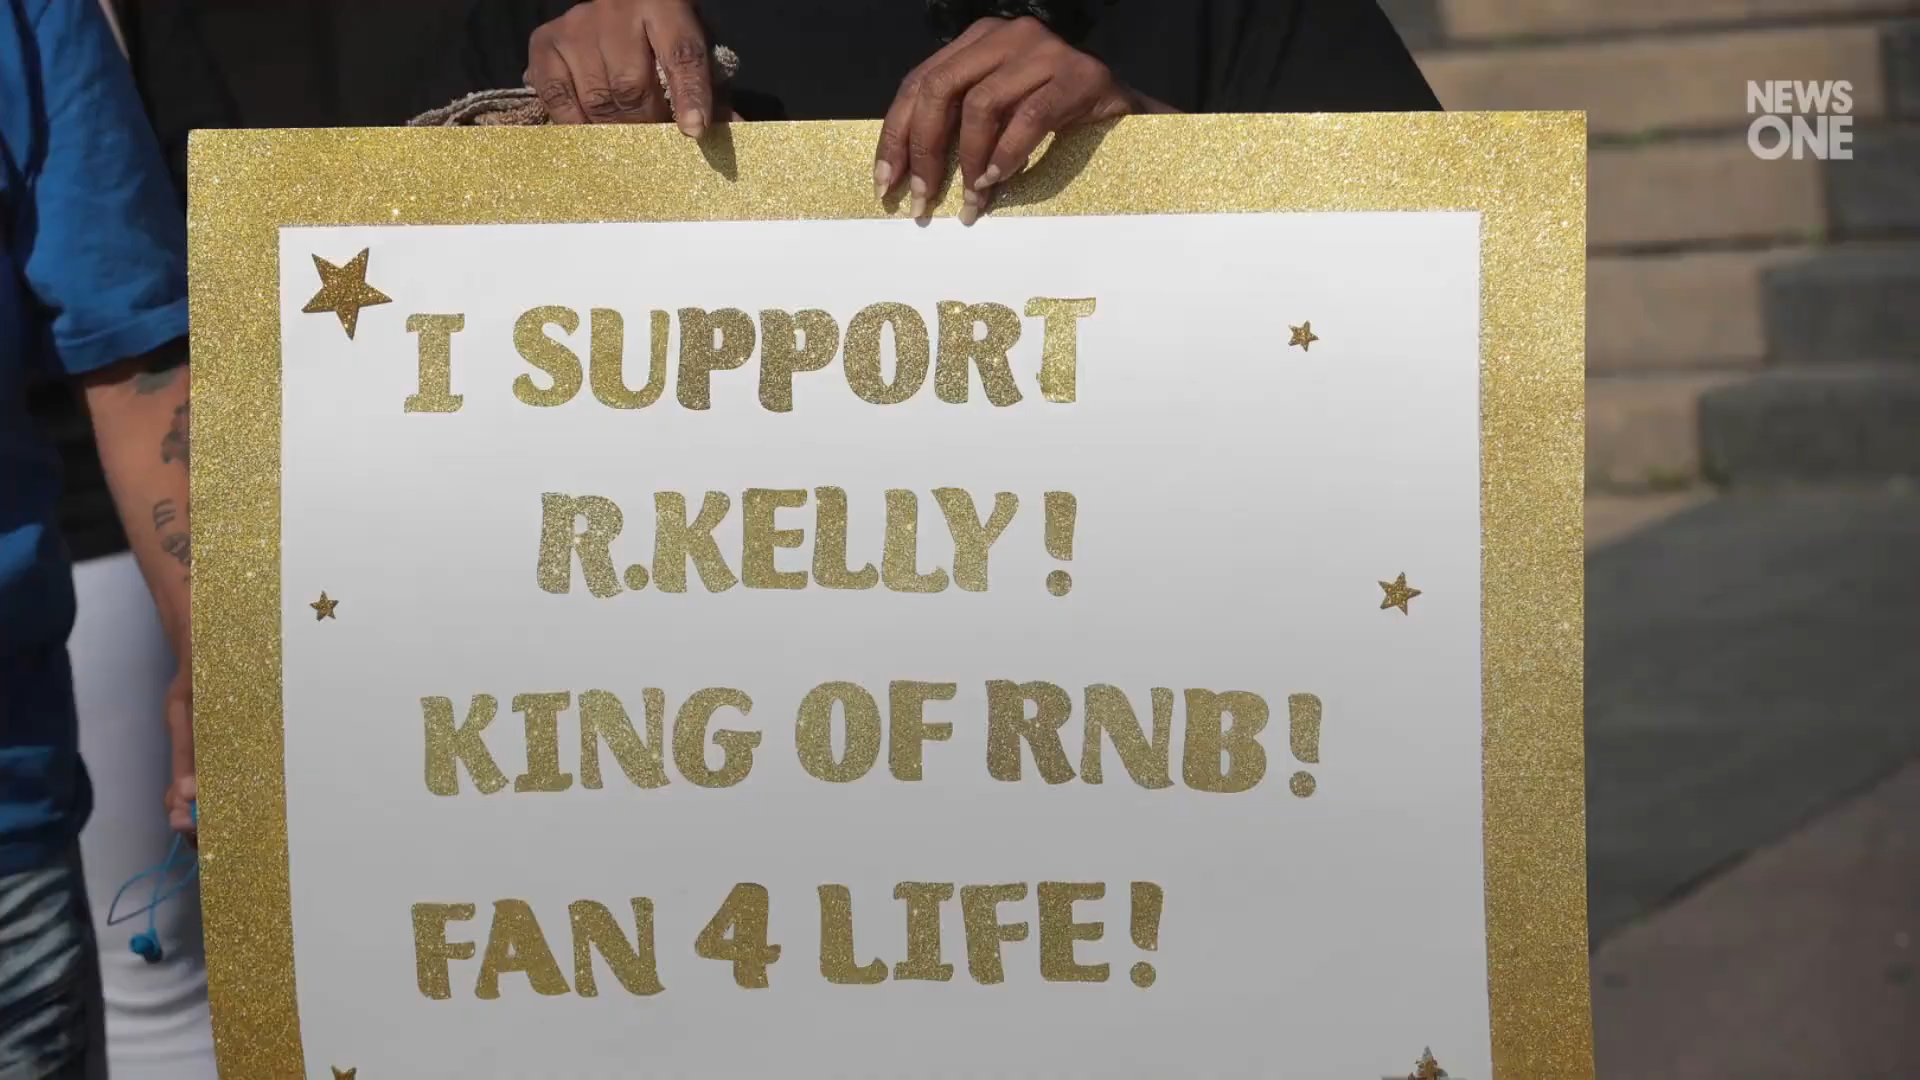 NEWS
ONE
I SUPPORT
R.KELLY!
KING OF RNB!
FAN 4 LIFE!